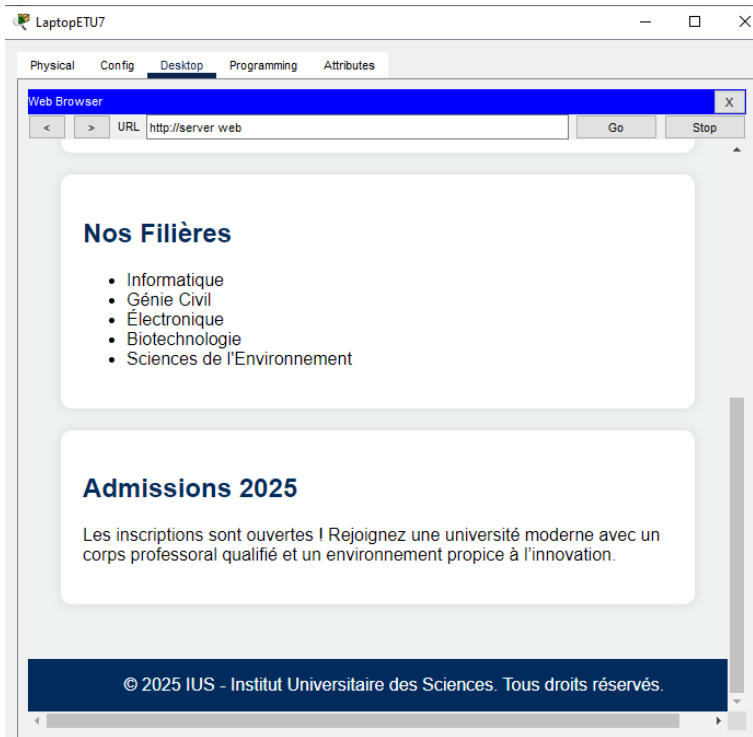 LaptopETU7
Physical Config Desktop Programming Attributes
Web Browser X
< > URL http://server web Go Stop
Nos Filières
• Informatique
• Génie Civil
• Électronique
• Biotechnologie
• Sciences de l'Environnement
Admissions 2025
Les inscriptions sont ouvertes ! Rejoignez une université moderne avec un
corps professoral qualifié et un environnement propice à l’innovation.
© 2025 IUS - Institut Universitaire des Sciences. Tous droits réservés.